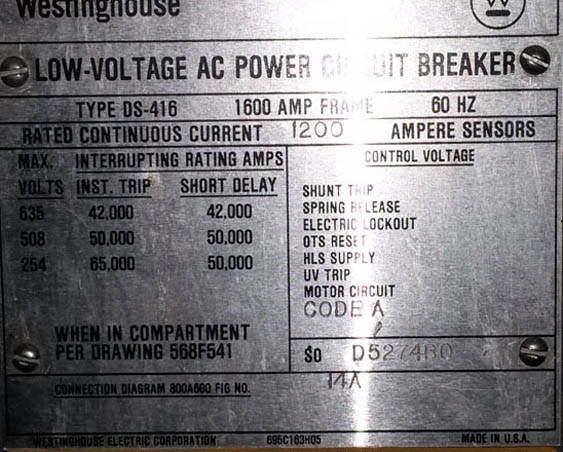 Westinghouse
LOW-VOLTAGE AC POWER CIRCUIT BREAKER
TYPE DS-416 1600 AMP FRAME 60 HZ
RATED CONTINUOUS CURRENT 1200 AMPERE SENSORS
MAX. INTERRUPTING RATING AMPS
VOLTS INST. TRIP SHORT DELAY
635 42,000 42,000
508 50,000 50,000
254 65,000 50,000
CONTROL VOLTAGE
SHUNT TRIP
SPRING RELEASE
ELECTRIC LOCKOUT
OTS RESET
HLS SUPPLY
UV TRIP
MOTOR CIRCUIT
CODE A
WHEN IN COMPARTMENT
PER DRAWING 568F541
SO
CONNECTION DIAGRAM 800A600 FIG NO. 14A
WESTINGHOUSE ELECTRIC CORPORATION 695C163H05 MADE IN U.S.A.